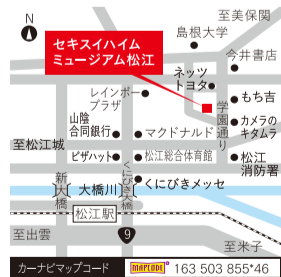 至美保関
N
島根大学
セキスイハイム
ミュージアム松江
今井書店
ネッツ
トヨタ
レインボー
プラザ
もち吉
学園通り
山陰
合同銀行
マクドナルド
カメラの
キタムラ
至松江城
ピザハット
松江総合体育館
松江
消防署
くにびきメッセ
新大橋
大橋川
くにびき大橋
松江駅
9
至出雲
至米子
カーナビマップコード
MAPCODE
163 503 855*46